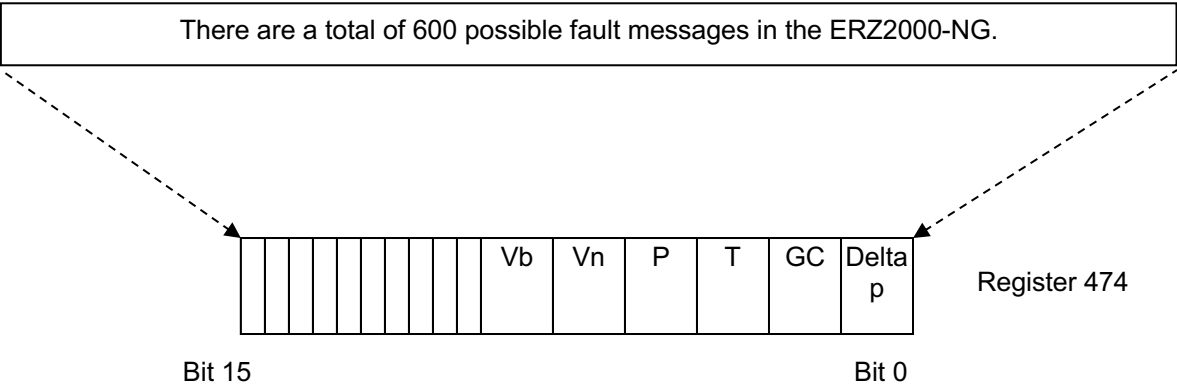 There are a total of 600 possible fault messages in the ERZ2000-NG.
Vb Vn P T GC Delta p
Register 474
Bit 15 Bit 0